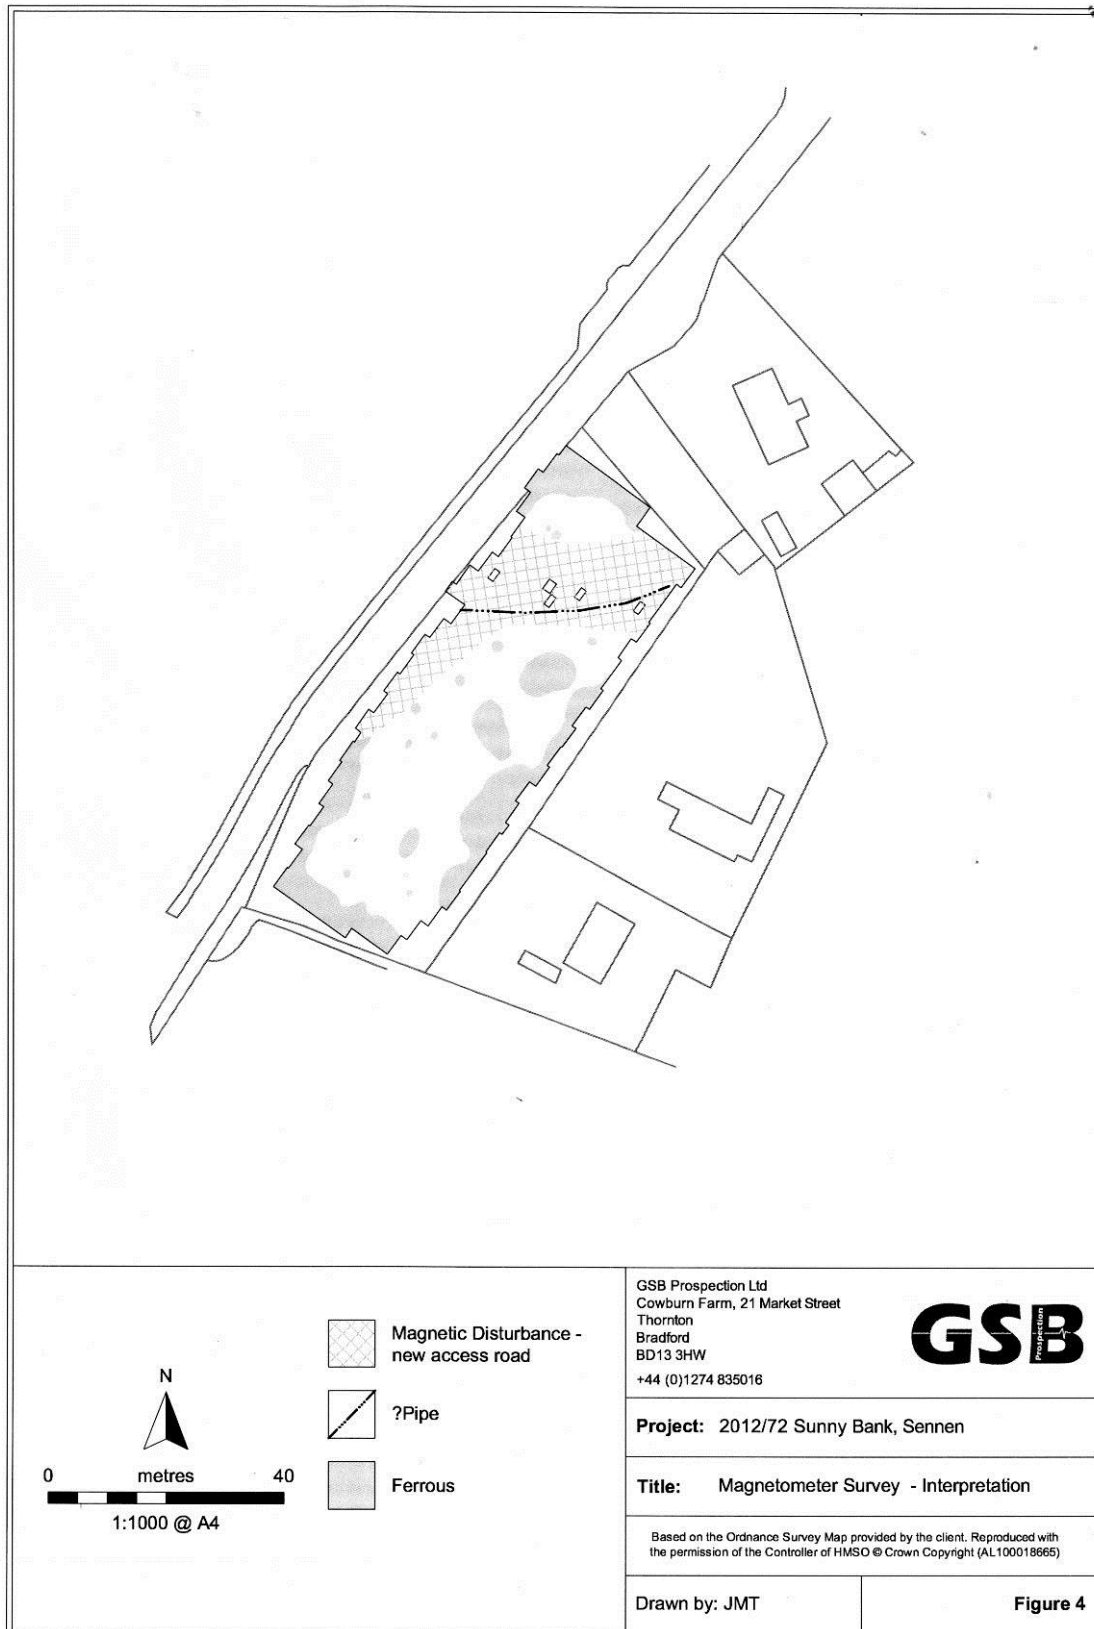 N
0 metres 40
1:1000 @ A4
Magnetic Disturbance -
new access road
?Pipe
Ferrous
GSB Prospection Ltd
Cowburn Farm, 21 Market Street
Thornton
Bradford
BD13 3HW
+44 (0)1274 835016
GSB
Prospection
Project: 2012/72 Sunny Bank, Sennen
Title: Magnetometer Survey - Interpretation
Based on the Ordnance Survey Map provided by the client. Reproduced with
the permission of the Controller of HMSO © Crown Copyright (AL100018665)
Drawn by: JMT
Figure 4